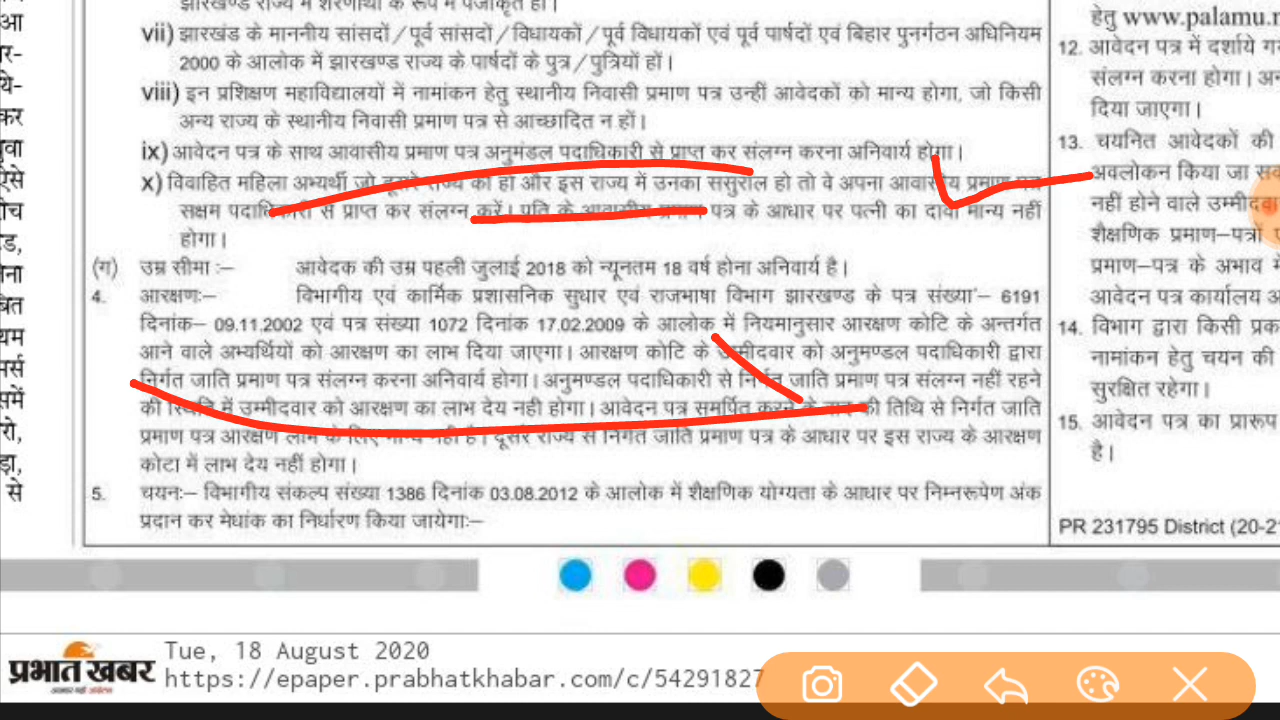 आ
र-
ये-
कर
झारखण्ड राज्य में शरणार्थी के रूप में पंजीकृत हों।
vii) झारखंड के माननीय सांसदों/पूर्व सांसदों/विधायकों/पूर्व विधायकों एवं पूर्व पार्षदों एवं बिहार पुनर्गठन अधिनियम
2000 के आलोक में झारखण्ड राज्य के पार्षदों के पुत्र/पुत्रियों हों।
viii) इन प्रशिक्षण महाविद्यालयों में नामांकन हेतु स्थानीय निवासी प्रमाण पत्र उन्हीं आवेदकों को मान्य होगा, जो किसी
अन्य राज्य के स्थानीय निवासी प्रमाण पत्र से आच्छादित न हों।
ix) आवेदन पत्र के साथ आवासीय प्रमाण पत्र अनुमंडल पदाधिकारी से प्राप्त कर संलग्न करना अनिवार्य होगा।
x) विवाहित महिला अभ्यर्थी जो दूसरे राज्य की हो और इस राज्य में उनका ससुराल हो तो वे अपना आवासीय प्रमाण पत्र
सक्षम पदाधिकारी से प्राप्त कर संलग्न करें। पति के आवासीय प्रमाण पत्र के आधार पर पत्नी का दावा मान्य नहीं
होगा।
(ग) उम्र सीमा :– आवेदक की उम्र पहली जुलाई 2018 को न्यूनतम 18 वर्ष होना अनिवार्य है।
4. आरक्षण:– विभागीय एवं कार्मिक प्रशासनिक सुधार एवं राजभाषा विभाग झारखण्ड के पत्र संख्या– 6191
दिनांक– 09.11.2002 एवं पत्र संख्या 1072 दिनांक 17.02.2009 के आलोक में नियमानुसार आरक्षण कोटि के अन्तर्गत
आने वाले अभ्यर्थियों को आरक्षण का लाभ दिया जाएगा। आरक्षण कोटि के उम्मीदवार को अनुमण्डल पदाधिकारी द्वारा
निर्गत जाति प्रमाण पत्र संलग्न करना अनिवार्य होगा। अनुमण्डल पदाधिकारी से निर्गत जाति प्रमाण पत्र संलग्न नहीं रहने
की स्थिति में उम्मीदवार को आरक्षण का लाभ देय नही होगा। आवेदन पत्र समर्पित करने के बाद की तिथि से निर्गत जाति
प्रमाण पत्र आरक्षण लाभ के लिए मान्य नहीं है। दूसरे राज्य से निर्गत जाति प्रमाण पत्र के आधार पर इस राज्य के आरक्षण
कोटा में लाभ देय नहीं होगा।
5. चयन:– विभागीय संकल्प संख्या 1386 दिनांक 03.08.2012 के आलोक में शैक्षणिक योग्यता के आधार पर निम्नरूपेण अंक
प्रदान कर मेधांक का निर्धारण किया जायेगा:–
हेतु www.palamu.
12. आवेदन पत्र में दर्शाये
संलग्न करना होगा।
दिया जाएगा।
13. चयनित आवेदकों की
अवलोकन किया जा
नहीं होने वाले
शैक्षणिक प्रमाण–पत्रों
प्रमाण–पत्र के अभाव
आवेदन पत्र कार्यालय
14. विभाग द्वारा किसी
नामांकन हेतु चयन की
सुरक्षित रहेगा।
15. आवेदन पत्र का प्रारूप
है।
PR 231795 District (20-2
प्रभात खबर
Tue, 18 August 2020
https://epaper.prabhatkhabar.com/c/54291827